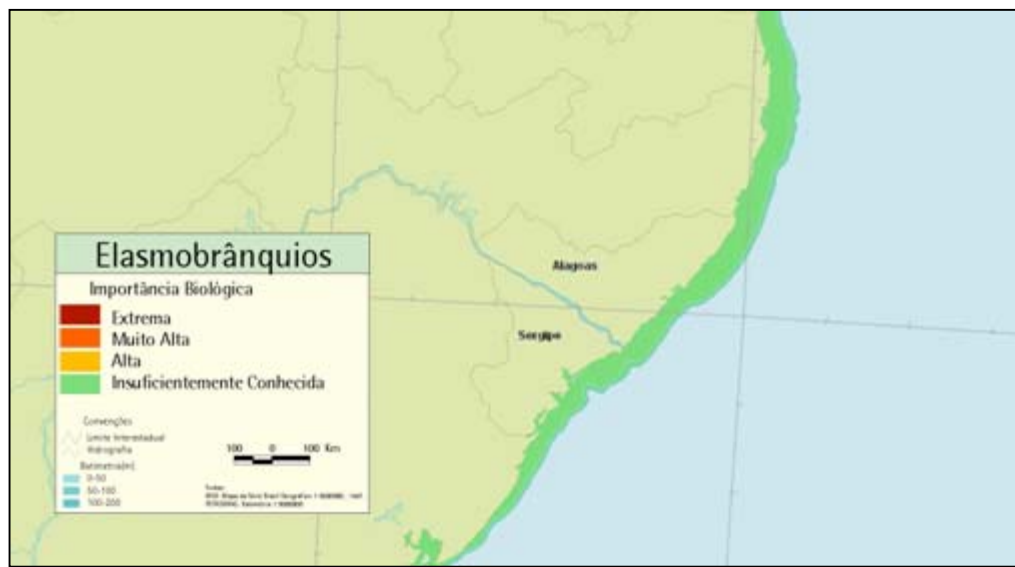 Elasmobrânquios
Importância Biológica
Extrema
Muito Alta
Alta
Insuficientemente Conhecida
Convenções
Limite Interestadual
Hidrografia
Batimetria(m)
0-50
50-100
100-200
100 0 100 Km
Alagoas
Sergipe